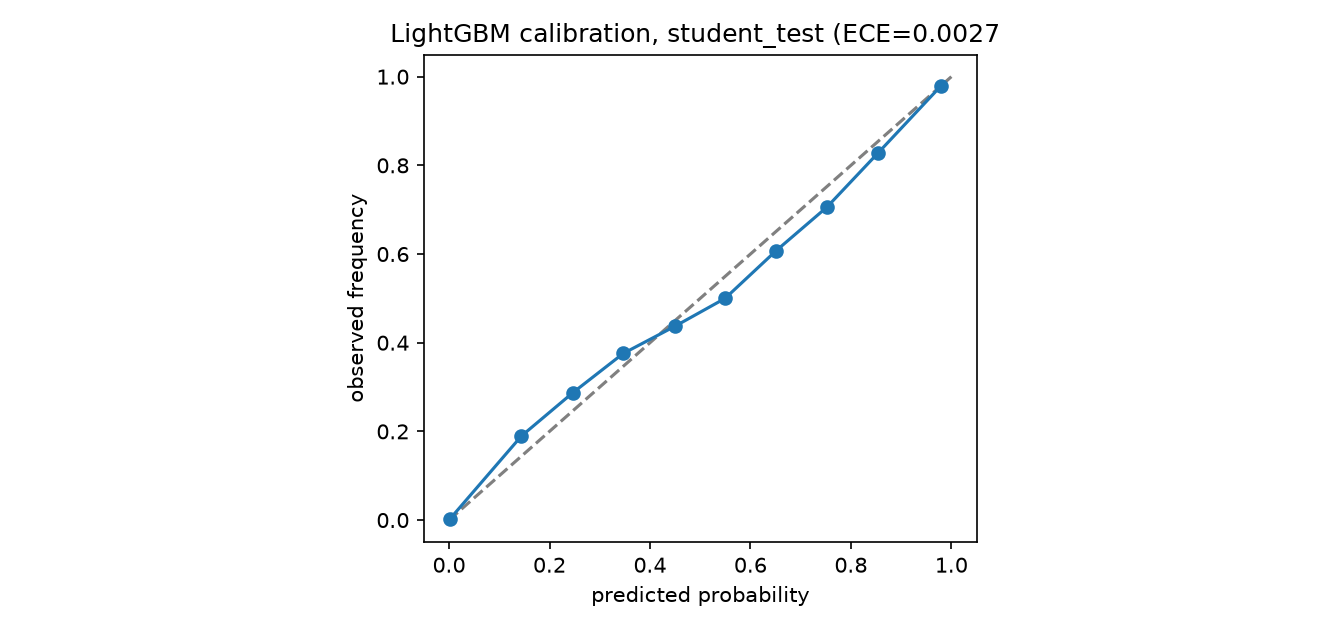 LightGBM calibration, student_test (ECE=0.0027
1.0
0.8
0.6
0.4
0.2
0.0
observed frequency
0.0 0.2 0.4 0.6 0.8 1.0
predicted probability